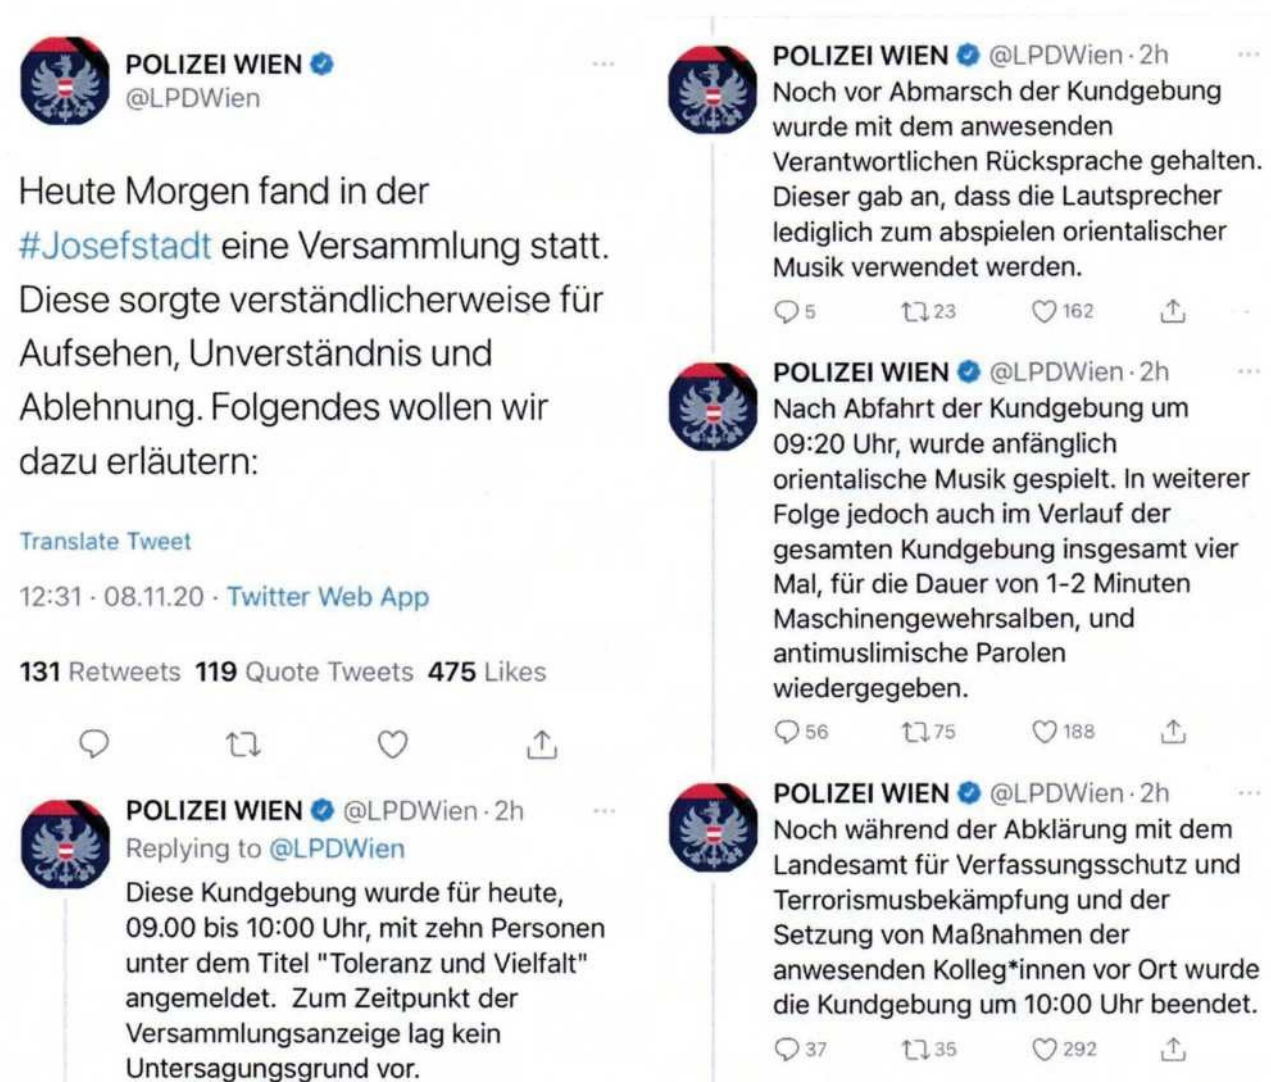 POLIZEI WIEN
@LPDWien
Heute Morgen fand in der
#Josefstadt eine Versammlung statt.
Diese sorgte verständlicherweise für
Aufsehen, Unverständnis und
Ablehnung. Folgendes wollen wir
dazu erläutern:
Translate Tweet
12:31 · 08.11.20 · Twitter Web App
131 Retweets 119 Quote Tweets 475 Likes
POLIZEI WIEN @LPDWien · 2h
Replying to @LPDWien
Diese Kundgebung wurde für heute,
09.00 bis 10:00 Uhr, mit zehn Personen
unter dem Titel "Toleranz und Vielfalt"
angemeldet. Zum Zeitpunkt der
Versammlungsanzeige lag kein
Untersagungsgrund vor.
POLIZEI WIEN @LPDWien · 2h
Noch vor Abmarsch der Kundgebung
wurde mit dem anwesenden
Verantwortlichen Rücksprache gehalten.
Dieser gab an, dass die Lautsprecher
lediglich zum abspielen orientalischer
Musik verwendet werden.
5 23 162
POLIZEI WIEN @LPDWien · 2h
Nach Abfahrt der Kundgebung um
09:20 Uhr, wurde anfänglich
orientalische Musik gespielt. In weiterer
Folge jedoch auch im Verlauf der
gesamten Kundgebung insgesamt vier
Mal, für die Dauer von 1-2 Minuten
Maschinengewehrsalben, und
antimuslimische Parolen
wiedergegeben.
56 75 188
POLIZEI WIEN @LPDWien · 2h
Noch während der Abklärung mit dem
Landesamt für Verfassungsschutz und
Terrorismusbekämpfung und der
Setzung von Maßnahmen der
anwesenden Kolleg*innen vor Ort wurde
die Kundgebung um 10:00 Uhr beendet.
37 35 292